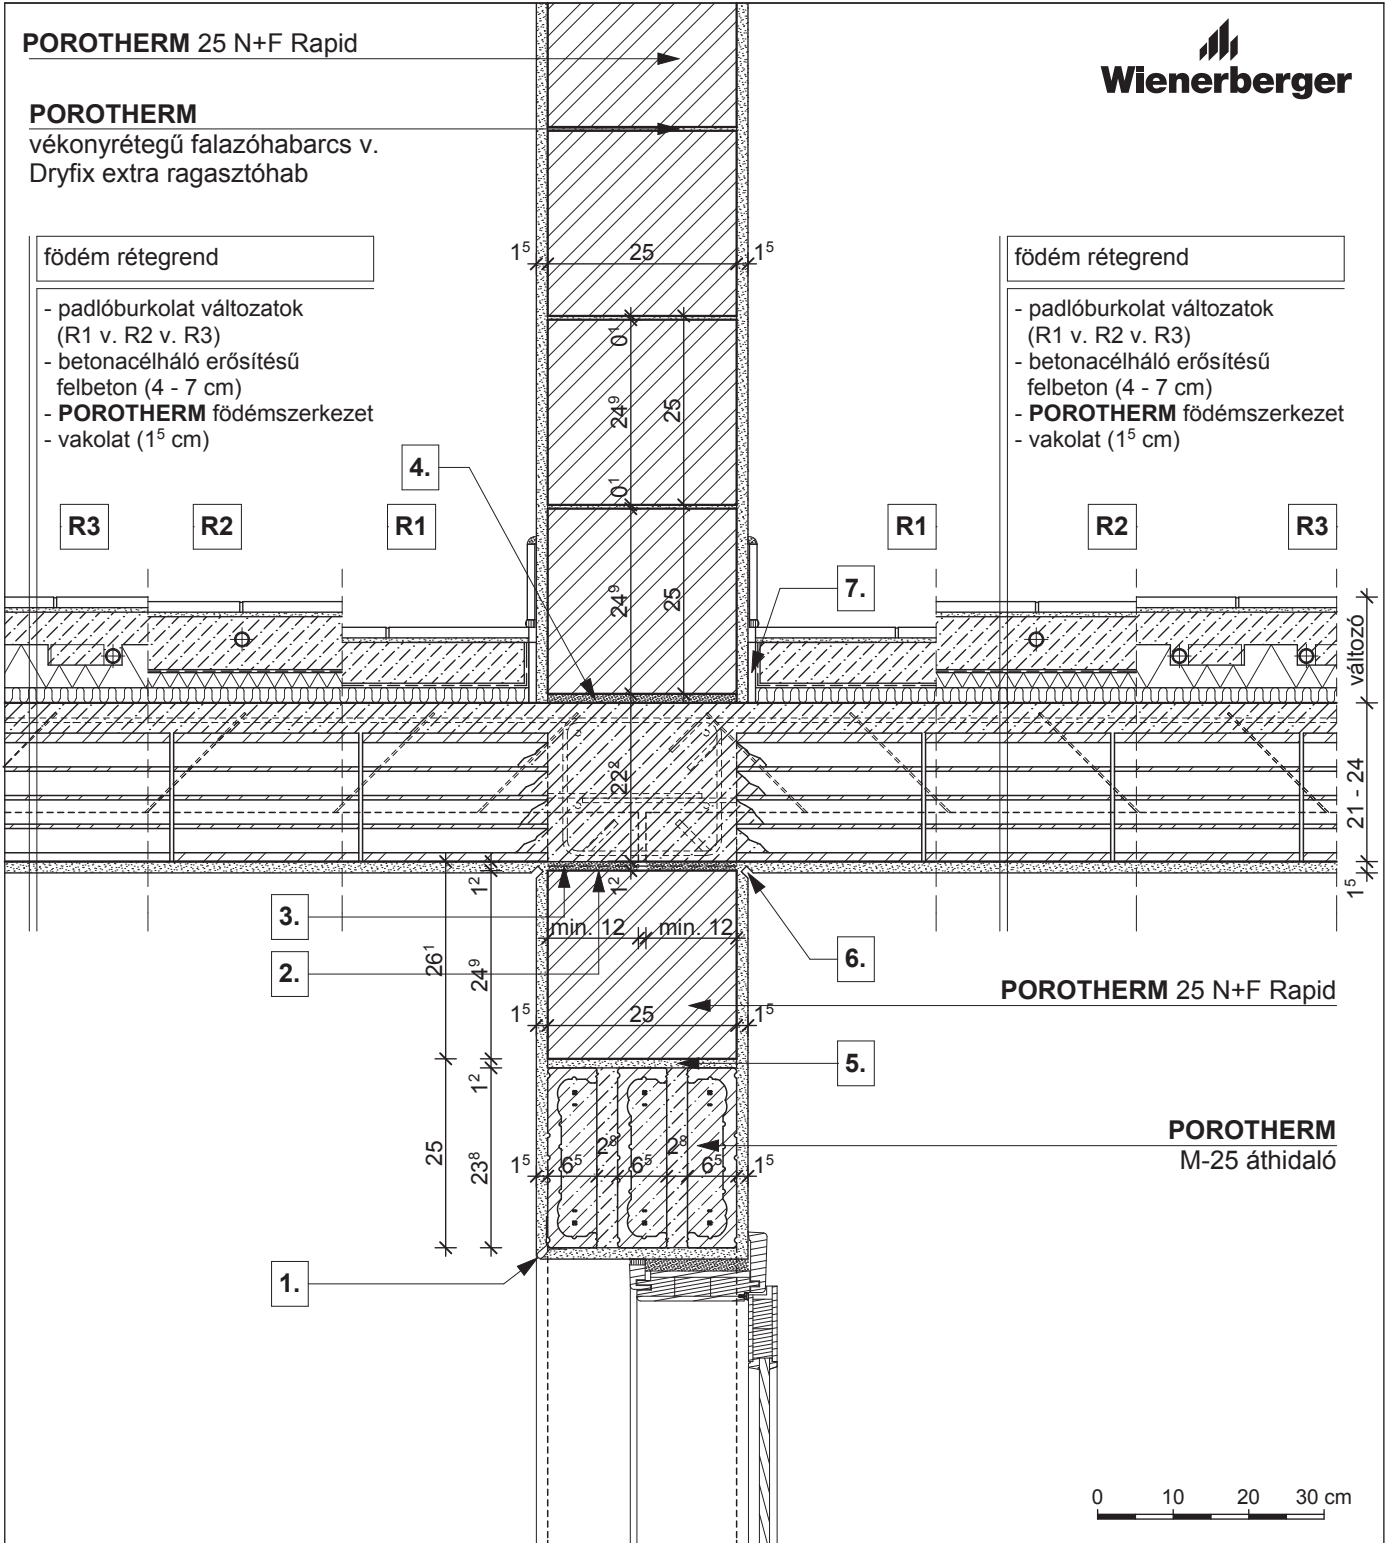 POROTHERM 25 N+F Rapid
Wienerberger
POROTHERM
vékonyrétegű falazóhabarcs v.
Dryfix extra ragasztóhab
födém rétegrend
- padlóburkolat változatok
(R1 v. R2 v. R3)
- betonacélháló erősítésű
felbeton (4 - 7 cm)
- POROTHERM födémszerkezet
- vakolat (1⁵ cm)
födém rétegrend
- padlóburkolat változatok
(R1 v. R2 v. R3)
- betonacélháló erősítésű
felbeton (4 - 7 cm)
- POROTHERM födémszerkezet
- vakolat (1⁵ cm)
1⁵ 25 1⁵
0¹
24⁹ 25
0¹
4.
R3 R2 R1
R1 R2 R3
24⁹ 25
7.
változó
22²
21 - 24
1⁵
1² 1²
3.
min. 12 min. 12
2.
6.
26¹ 24⁹
POROTHERM 25 N+F Rapid
1⁵ 25 1⁵
5.
1²
POROTHERM
M-25 áthidaló
25 23⁸
1⁵ 6⁵ 2⁸ 6⁵ 2⁸ 6⁵ 1⁵
1.
0 10 20 30 cm